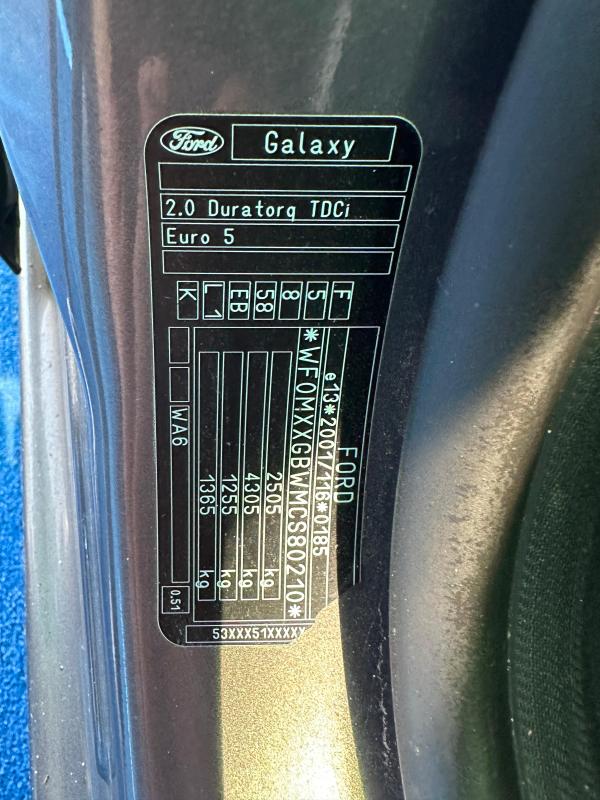 Ford Galaxy
2.0 Duratorq TDCi
Euro 5
K L1 EB 58 8 5 F
FORD
e13*2001/116*0185
*WF0MXXGBWMCS80210*
2505 kg
4305 kg
1255 kg
1365 kg
WA6 0.51
53XXX51XXXXX